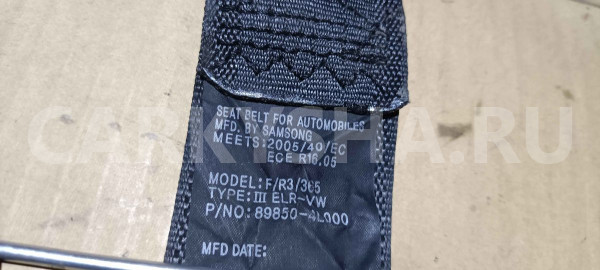 SEAT BELT FOR AUTOMOBILES
MFD. BY SAMSONG
MEETS:2005/40/EC
ECE R16.05
MODEL:F/R3/365
TYPE:III ELR-VW
P/NO: 89850-4L000
MFD DATE:
CARKYSHA.RU